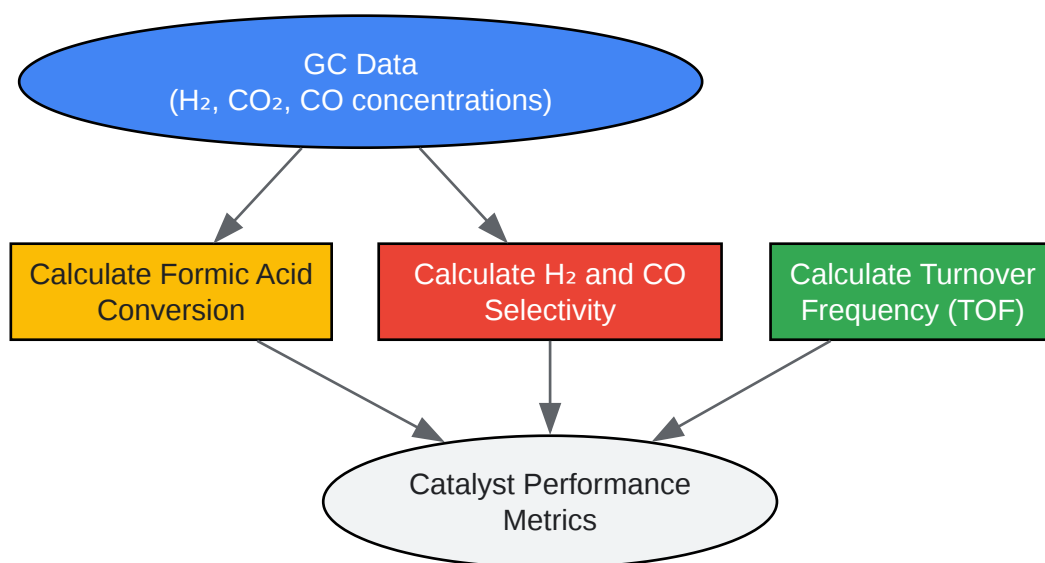 GC Data
(H₂, CO₂, CO concentrations)
Calculate Formic Acid
Conversion
Calculate H₂ and CO
Selectivity
Calculate Turnover
Frequency (TOF)
Catalyst Performance
Metrics